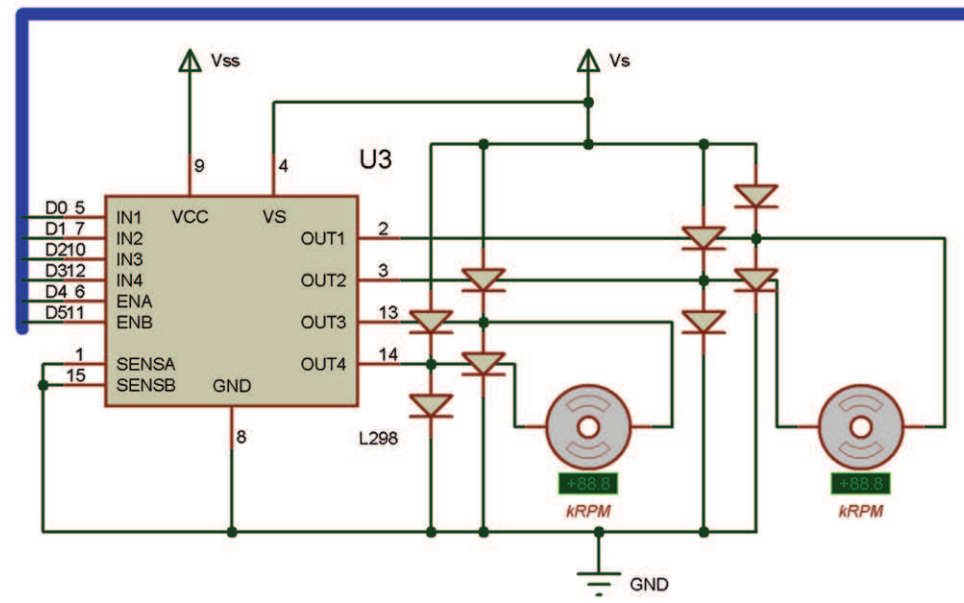 Vss
Vs
U3
9
4
VCC
VS
D0 5
IN1
OUT1
2
D1 7
IN2
D210
IN3
OUT2
3
D312
IN4
D4 6
ENA
OUT3
13
D511
ENB
1
SENSA
OUT4
14
15
SENSB
GND
8
L298
+88.8
+88.8
kRPM
kRPM
GND